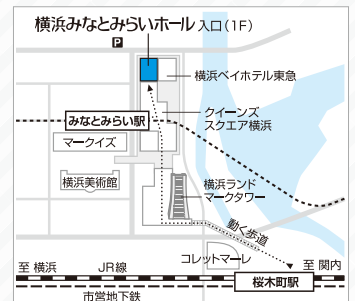 横浜みなとみらいホール 入口(1F)
P
横浜ベイホテル東急
みなとみらい駅
クイーンズ
スクエア横浜
マークイズ
横浜美術館
横浜ランド
マークタワー
動く歩道
コレットマーレ
至 横浜
JR線
至 関内
桜木町駅
市営地下鉄